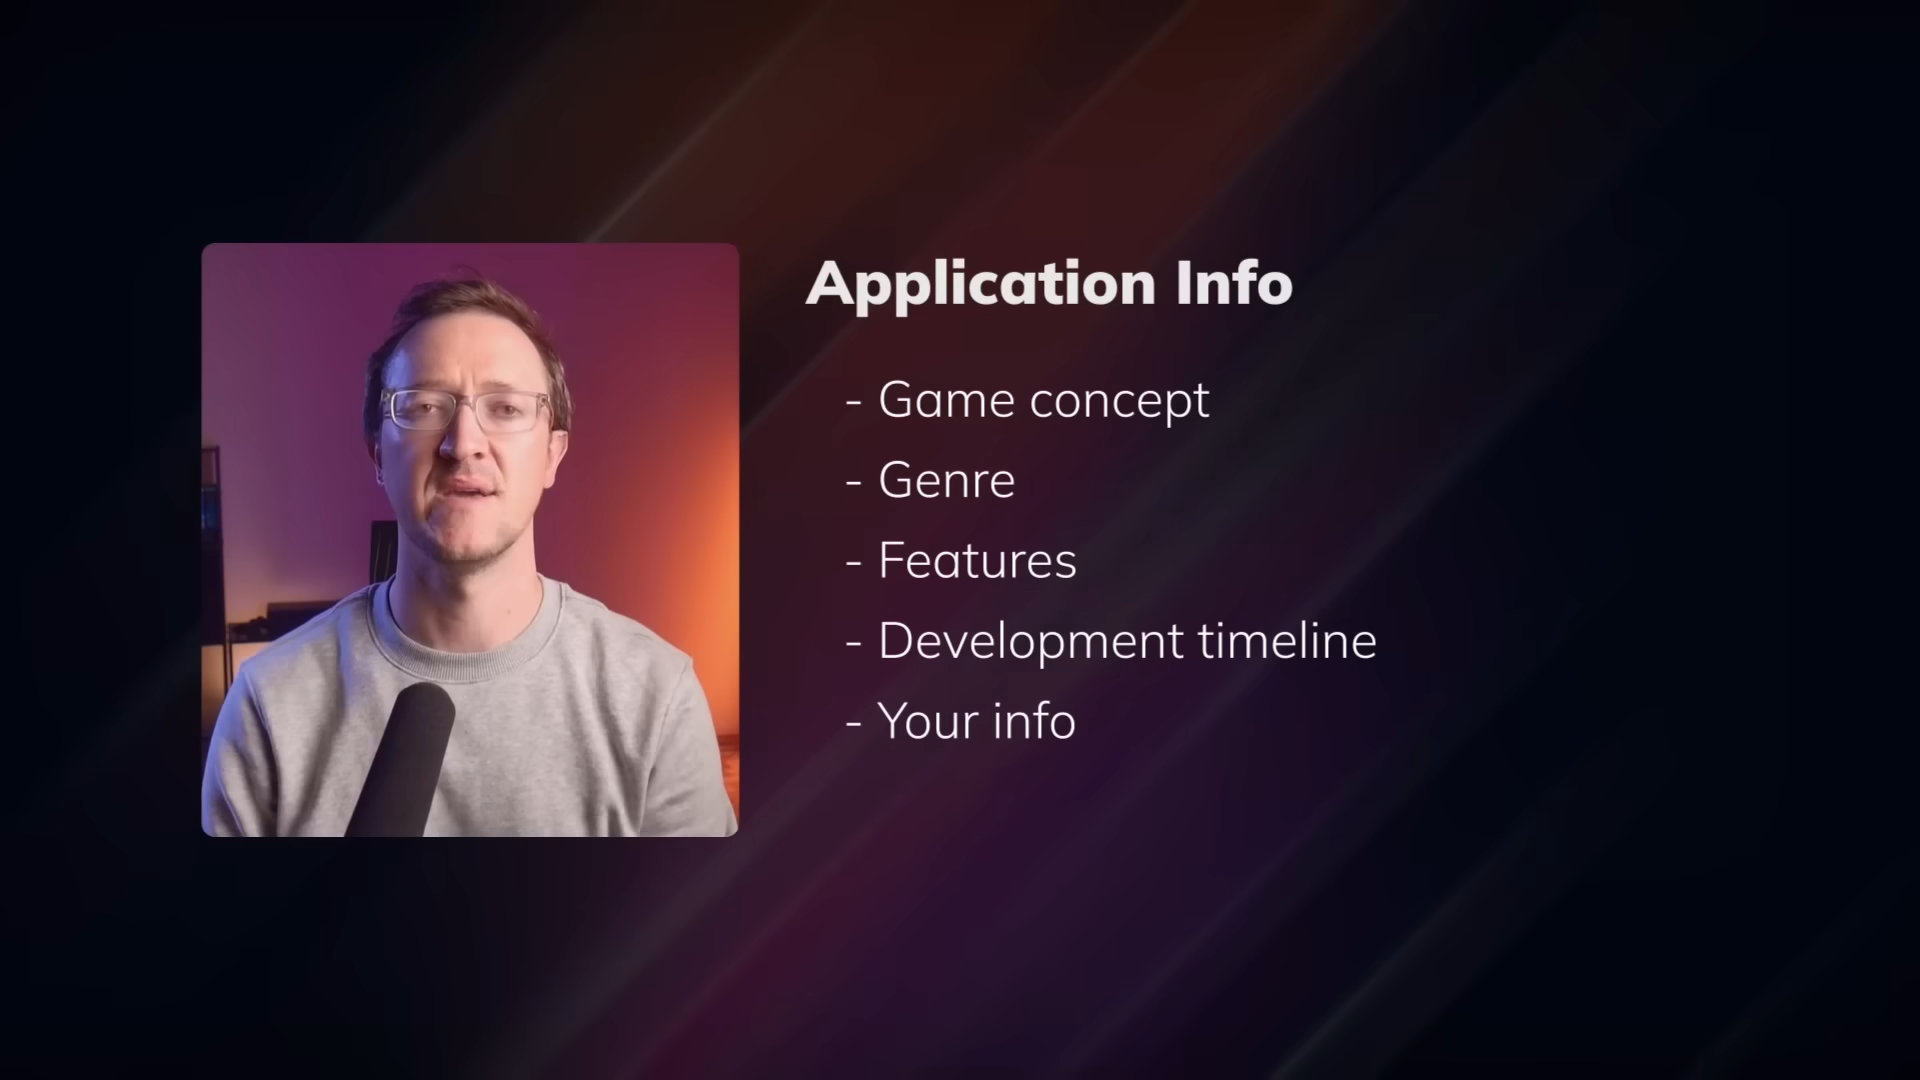 Application Info
- Game concept
- Genre
- Features
- Development timeline
- Your info